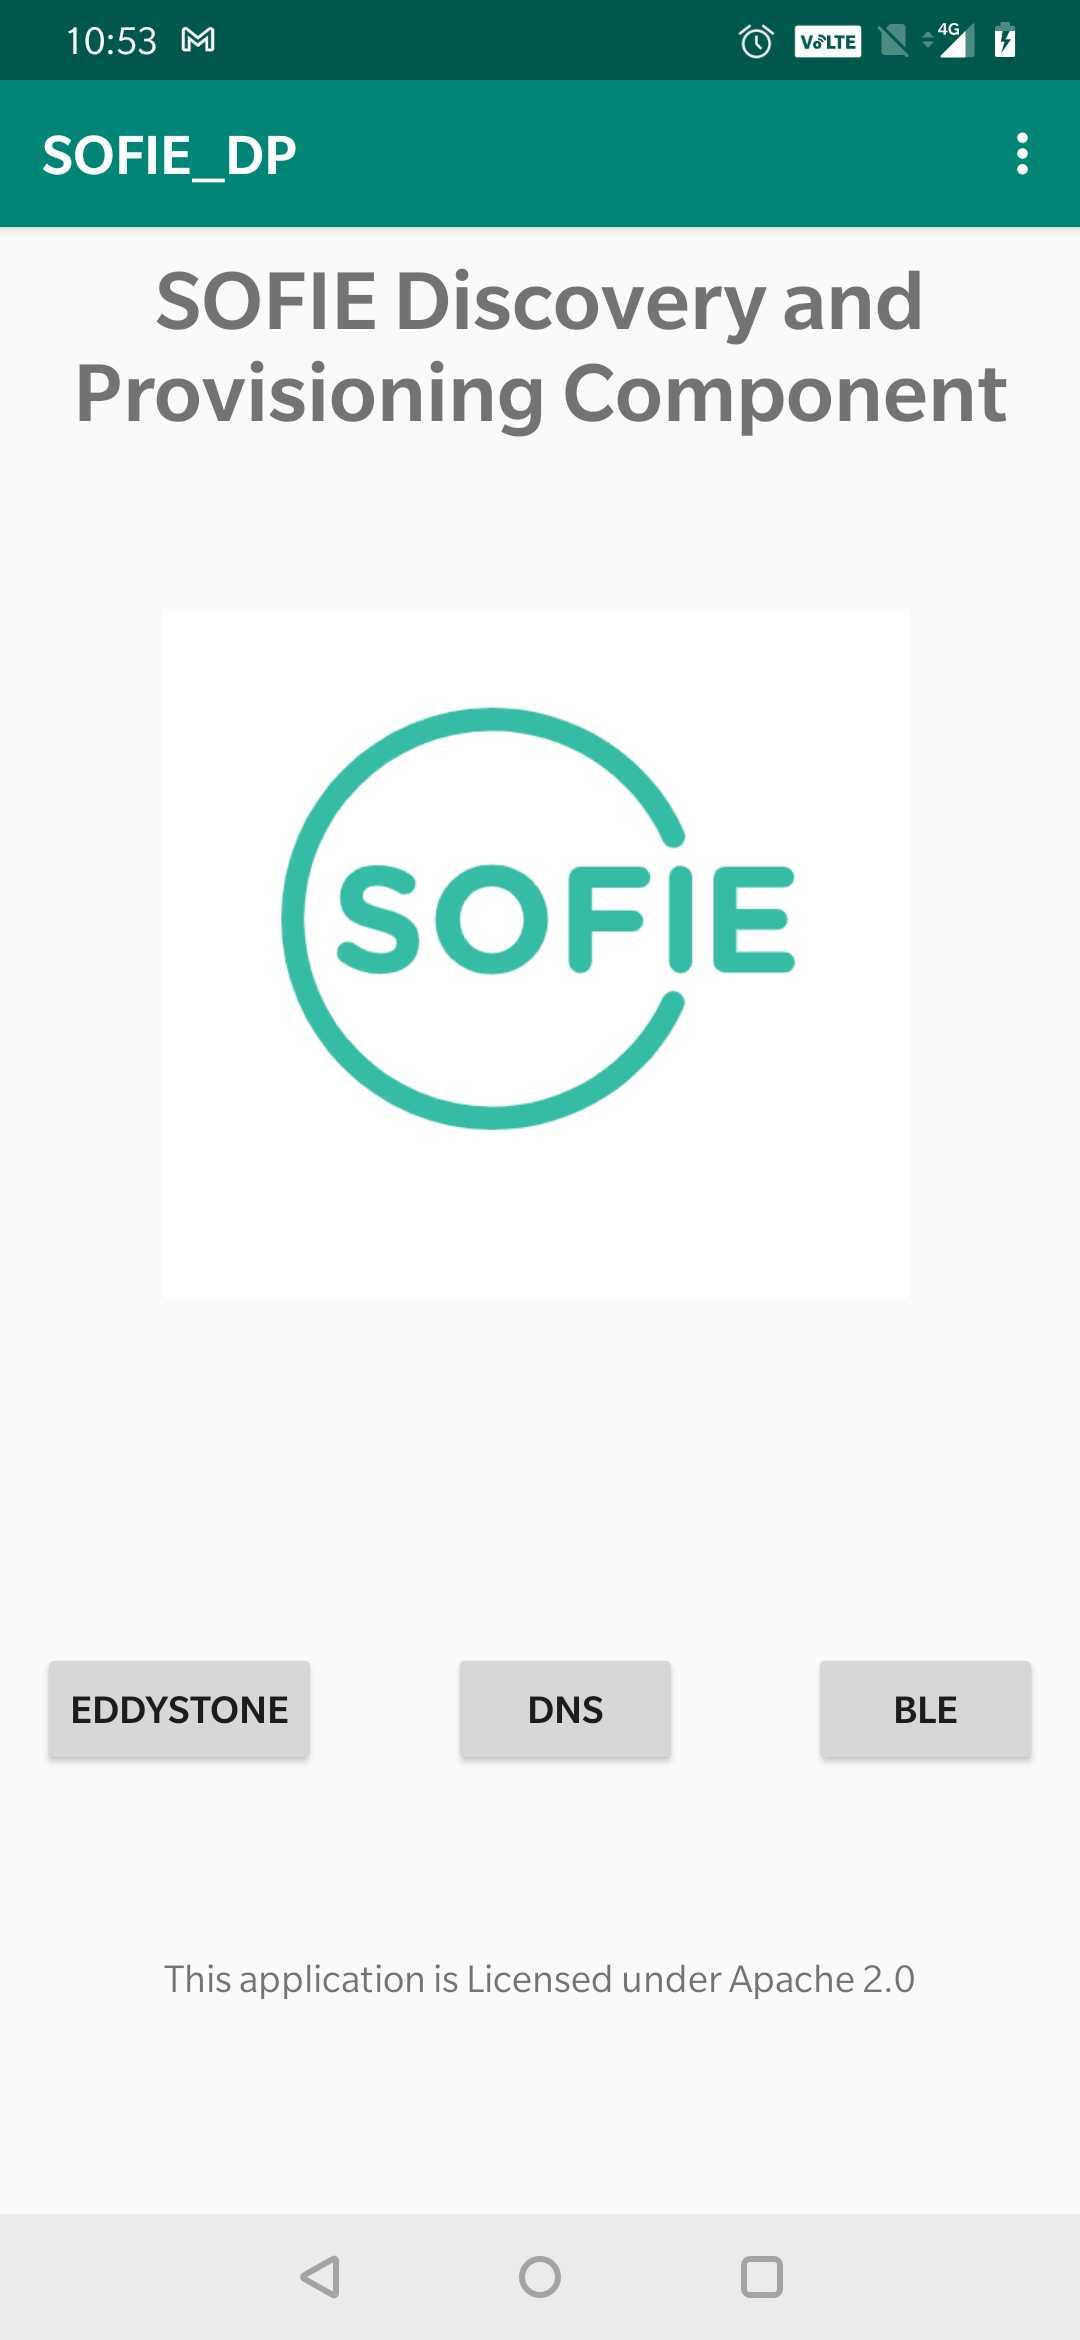 10:53
VoLTE
4G
SOFIE_DP
SOFIE Discovery and
Provisioning Component
SOFIE
EDDYSTONE
DNS
BLE
This application is Licensed under Apache 2.0